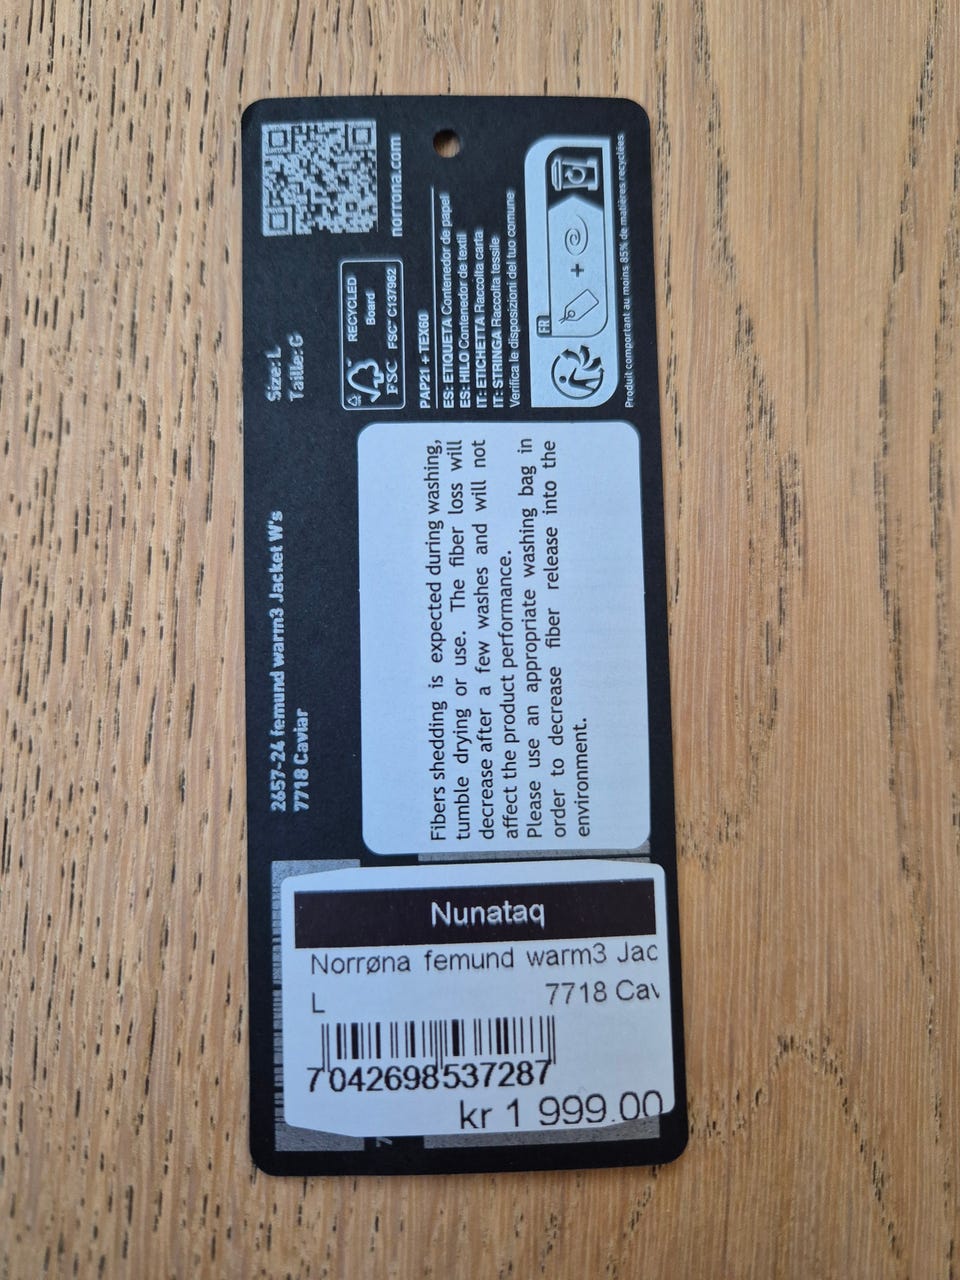 2657-24 femund warm3 Jacket W's
7718 Caviar
Size: L
Taille: G
norrona.com
RECYCLED
Board
FSC
FSC® C137962
PAP21 + TEX60
ES: ETIQUETA Contenedor de papel
ES: HILO Contenedor de textil
IT: ETICHETTA Raccolta carta
IT: STRINGA Raccolta tessile
Verifica le disposizioni del tuo comune
FR
+
Produit comportant au moins 85% de matières recyclées
Fibers shedding is expected during washing,
tumble drying or use. The fiber loss will
decrease after a few washes and will not
affect the product performance.
Please use an appropriate washing bag in
order to decrease fiber release into the
environment.
Nunataq
Norrøna femund warm3 Jac
L 7718 Cav
7 042698 537287
kr 1 999.00
7